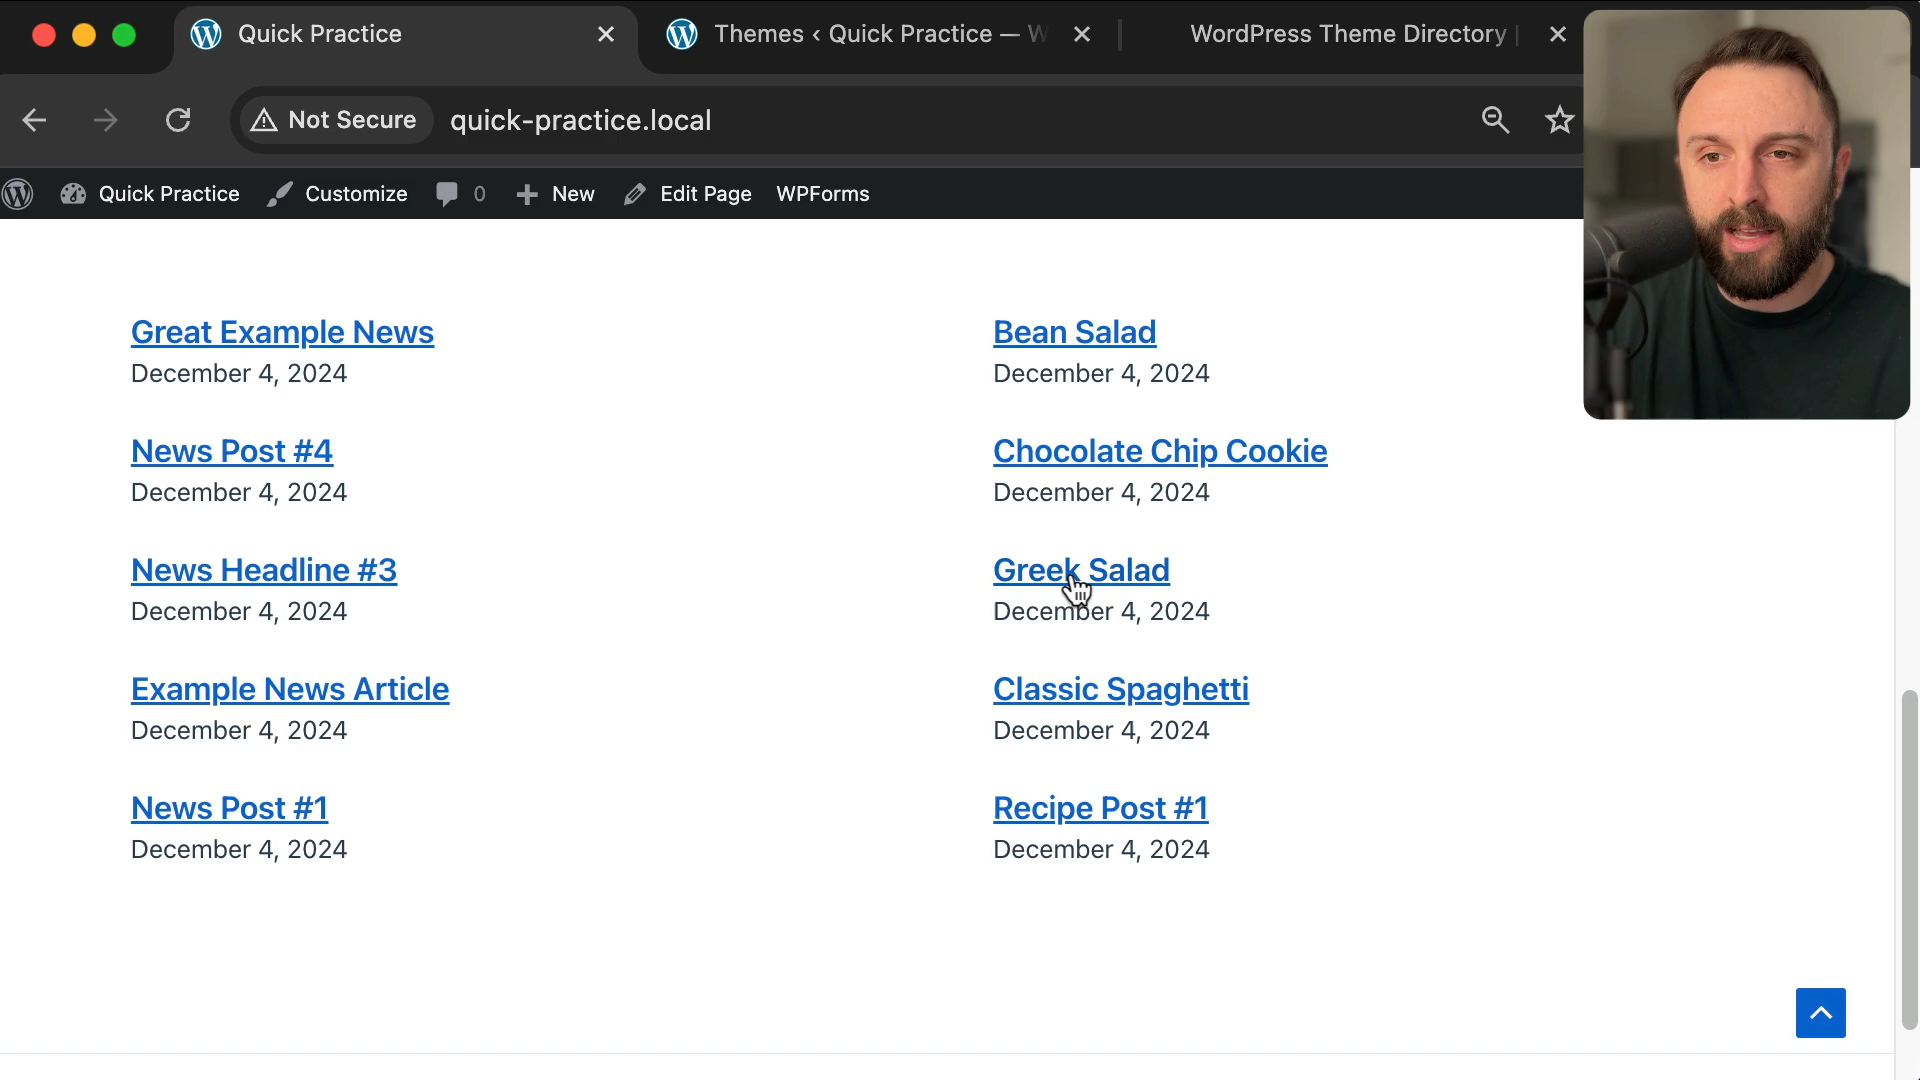 Quick Practice
Themes ‹ Quick Practice — W
WordPress Theme Directory
Not Secure
quick-practice.local
Quick Practice
Customize
0
New
Edit Page
WPForms
Great Example News
December 4, 2024
News Post #4
December 4, 2024
News Headline #3
December 4, 2024
Example News Article
December 4, 2024
News Post #1
December 4, 2024
Bean Salad
December 4, 2024
Chocolate Chip Cookie
December 4, 2024
Greek Salad
December 4, 2024
Classic Spaghetti
December 4, 2024
Recipe Post #1
December 4, 2024